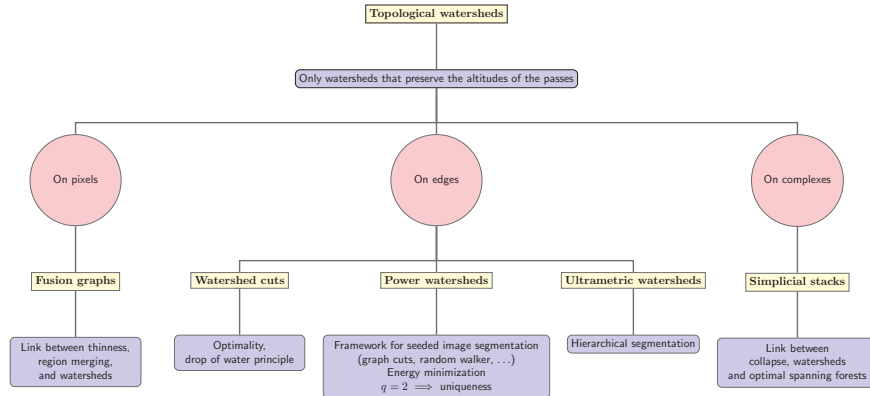 Topological watersheds
Only watersheds that preserve the altitudes of the passes
On pixels
On edges
On complexes
Fusion graphs
Watershed cuts
Power watersheds
Ultrametric watersheds
Simplicial stacks
Link between thinness,
region merging,
and watersheds
Optimality,
drop of water principle
Framework for seeded image segmentation
(graph cuts, random walker, ...)
Energy minimization
q = 2 ⟹ uniqueness
Hierarchical segmentation
Link between
collapse, watersheds
and optimal spanning forests